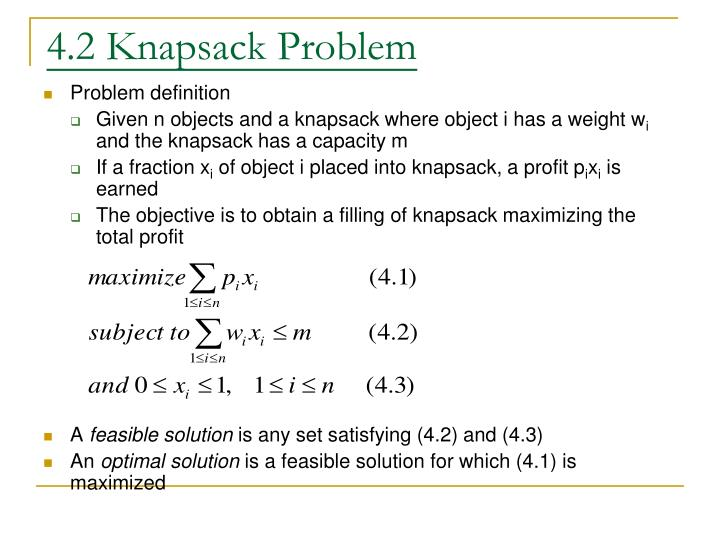 4.2 Knapsack Problem
Problem definition
Given n objects and a knapsack where object i has a weight wᵢ
and the knapsack has a capacity m
If a fraction xᵢ of object i placed into knapsack, a profit pᵢxᵢ is
earned
The objective is to obtain a filling of knapsack maximizing the
total profit
maximize ∑ pᵢxᵢ (4.1)
1≤i≤n
subject to ∑ wᵢxᵢ ≤ m (4.2)
1≤i≤n
and 0 ≤ xᵢ ≤ 1, 1 ≤ i ≤ n (4.3)
A feasible solution is any set satisfying (4.2) and (4.3)
An optimal solution is a feasible solution for which (4.1) is
maximized